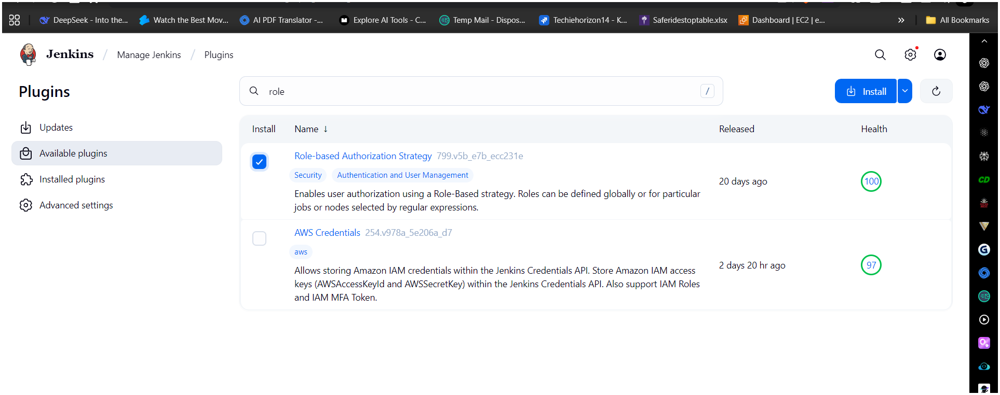 DeepSeek - Into the... Watch the Best Mov... AI PDF Translator -... Explore AI Tools - C... Temp Mail - Dispos... Techiehorizon14 - K... Saferidestoptable.xlsx Dashboard | EC2 | e... » All Bookmarks
Jenkins / Manage Jenkins / Plugins
Plugins
role /
Install
Updates
Available plugins
Installed plugins
Advanced settings
Install Name ↓ Released Health
Role-based Authorization Strategy 799.v5b_e7b_ecc231e
Security Authentication and User Management
Enables user authorization using a Role-Based strategy. Roles can be defined globally or for particular
jobs or nodes selected by regular expressions.
20 days ago
100
AWS Credentials 254.v978a_5e206a_d7
aws
Allows storing Amazon IAM credentials within the Jenkins Credentials API. Store Amazon IAM access
keys (AWSAccessKeyId and AWSSecretKey) within the Jenkins Credentials API. Also support IAM Roles
and IAM MFA Token.
2 days 20 hr ago
97
CD